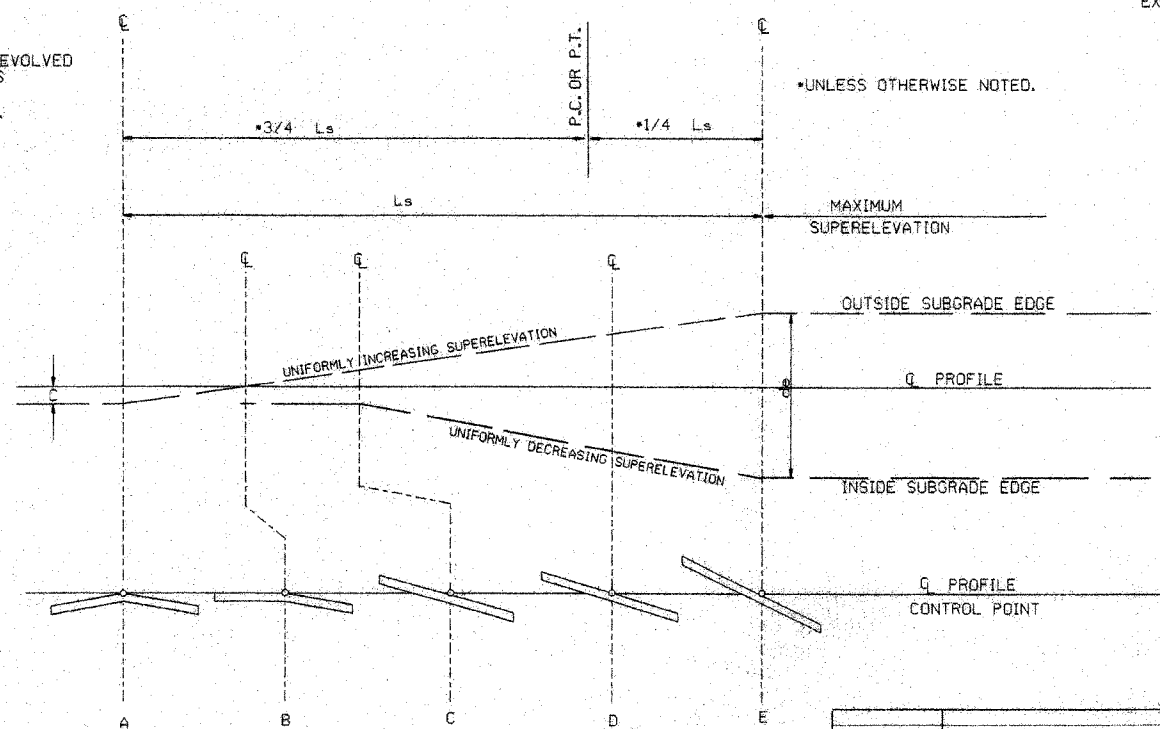 EX
℄ ℄
EVOLVED
S
P.C. OR P.T.
*UNLESS OTHERWISE NOTED.
*3/4 Ls *1/4 Ls
Ls
MAXIMUM
SUPERELEVATION
℄ ℄ ℄
OUTSIDE SUBGRADE EDGE
UNIFORMLY INCREASING SUPERELEVATION
℄ PROFILE
C
UNIFORMLY DECREASING SUPERELEVATION
INSIDE SUBGRADE EDGE
℄ PROFILE
CONTROL POINT
A B C D E